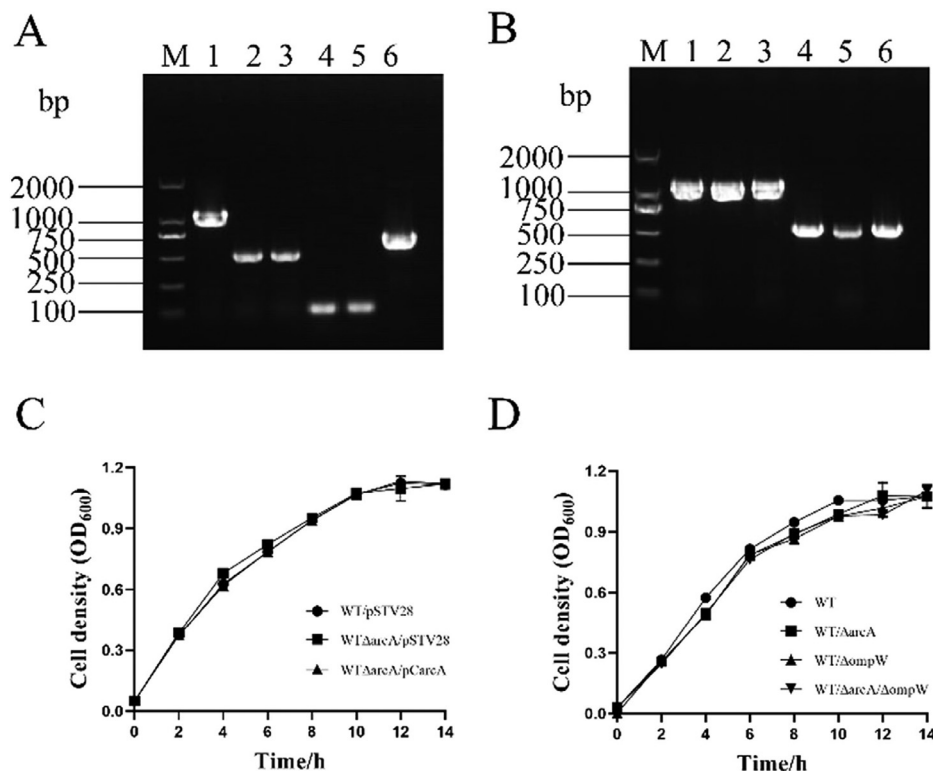 A
M 1 2 3 4 5 6
bp
2000
1000
750
500
250
100
B
M 1 2 3 4 5 6
bp
2000
1000
750
500
250
100
C
Cell density (OD600)
1.2
0.9
0.6
0.3
0.0
WT/pSTV28
WTΔarcA/pSTV28
WTΔarcA/pCarcA
0 2 4 6 8 10 12 14
Time/h
D
Cell density (OD600)
1.2
0.9
0.6
0.3
0.0
WT
WT/ΔarcA
WT/ΔompW
WT/ΔarcA/ΔompW
0 2 4 6 8 10 12 14
Time/h